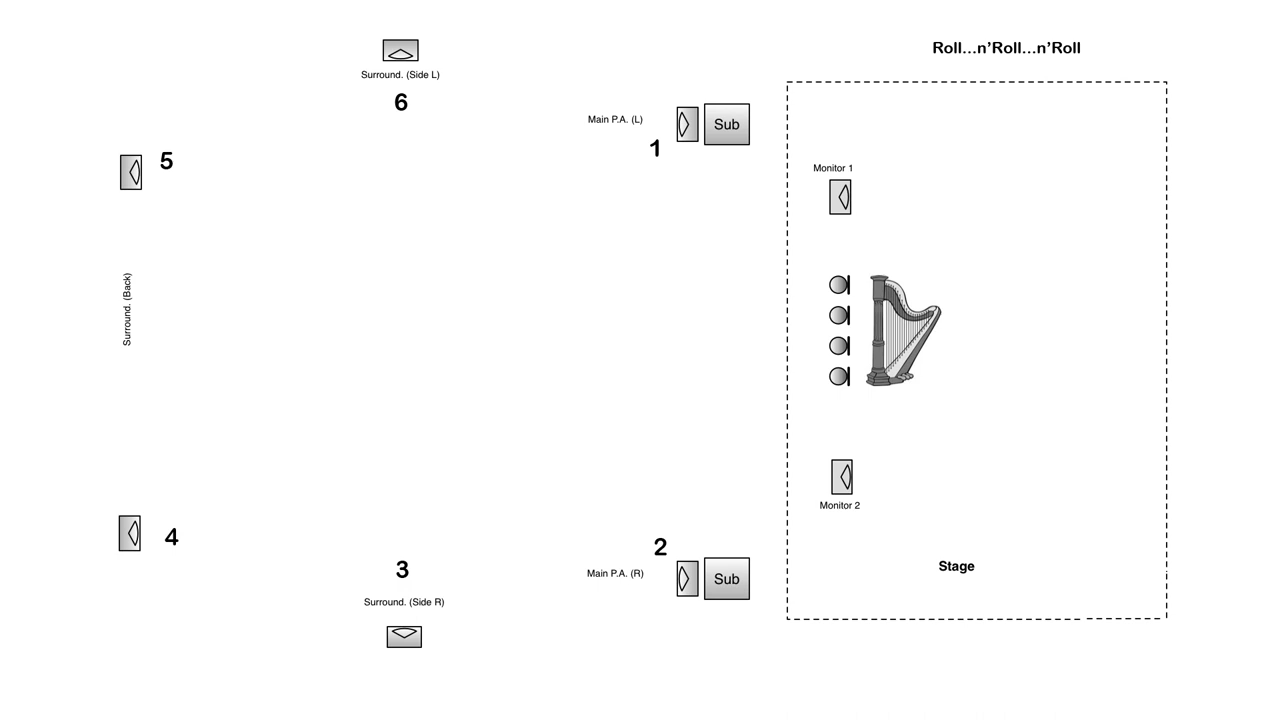 Roll...n'Roll...n'Roll
Surround. (Side L)
6
Main P.A. (L)
Sub
1
5
Monitor 1
Surround. (Back)
Monitor 2
4
2
3
Main P.A. (R)
Sub
Stage
Surround. (Side R)